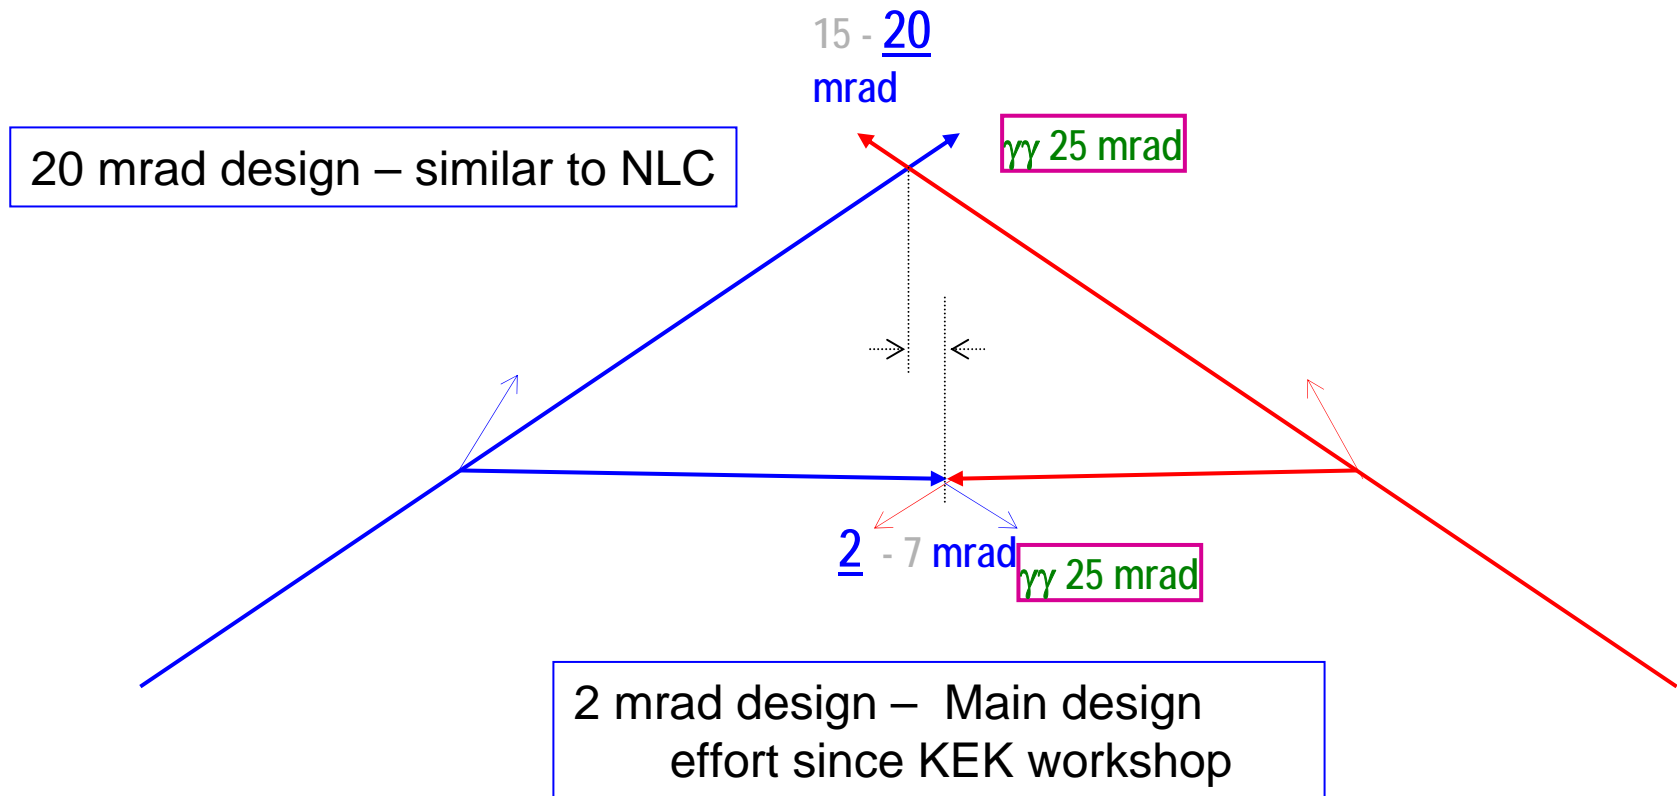 15 - 20
mrad
γγ 25 mrad
20 mrad design – similar to NLC
2 - 7 mrad
γγ 25 mrad
2 mrad design – Main design
effort since KEK workshop